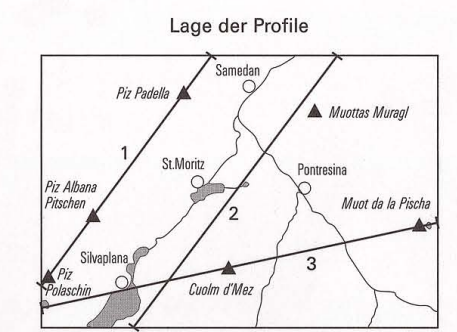 Lage der Profile
Samedan
Piz Padella
Muottas Muragl
1
St.Moritz
Pontresina
Piz Albana
Pitschen
2
Muot da la Pischa
Silvaplana
3
Piz
Polaschin
Cuolm d'Mez